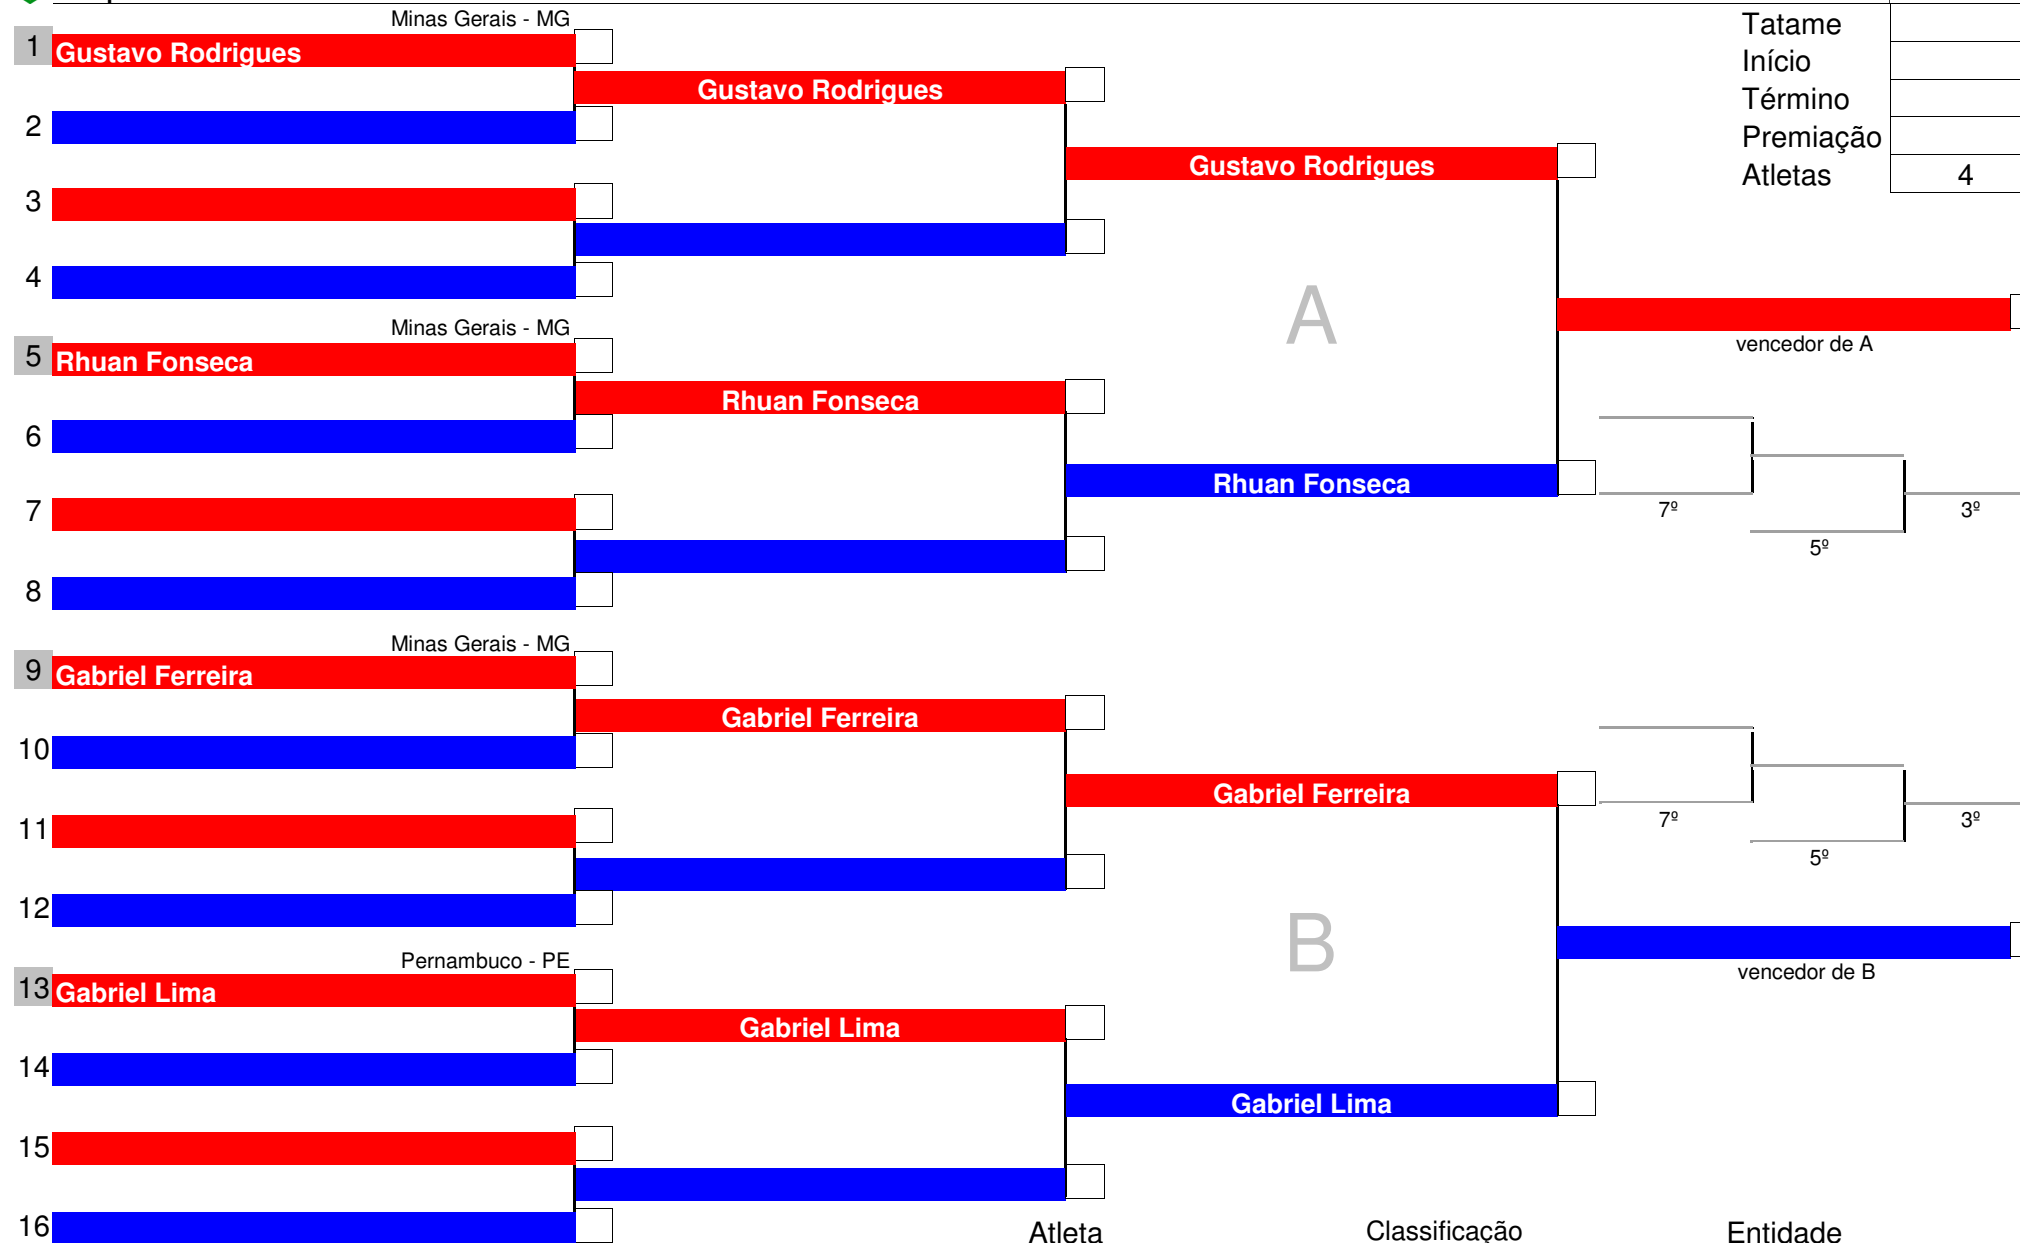 Minas Gerais - MG
Tatame
1 Gustavo Rodrigues
Início
Gustavo Rodrigues
Término
2
Premiação
Gustavo Rodrigues
Atletas 4
3
4
A
Minas Gerais - MG
vencedor de A
5 Rhuan Fonseca
Rhuan Fonseca
6
Rhuan Fonseca
7
7º
3º
5º
8
Minas Gerais - MG
9 Gabriel Ferreira
Gabriel Ferreira
10
Gabriel Ferreira
11
7º
3º
5º
12
B
Pernambuco - PE
vencedor de B
13 Gabriel Lima
Gabriel Lima
14
Gabriel Lima
15
16
Atleta Classificação Entidade